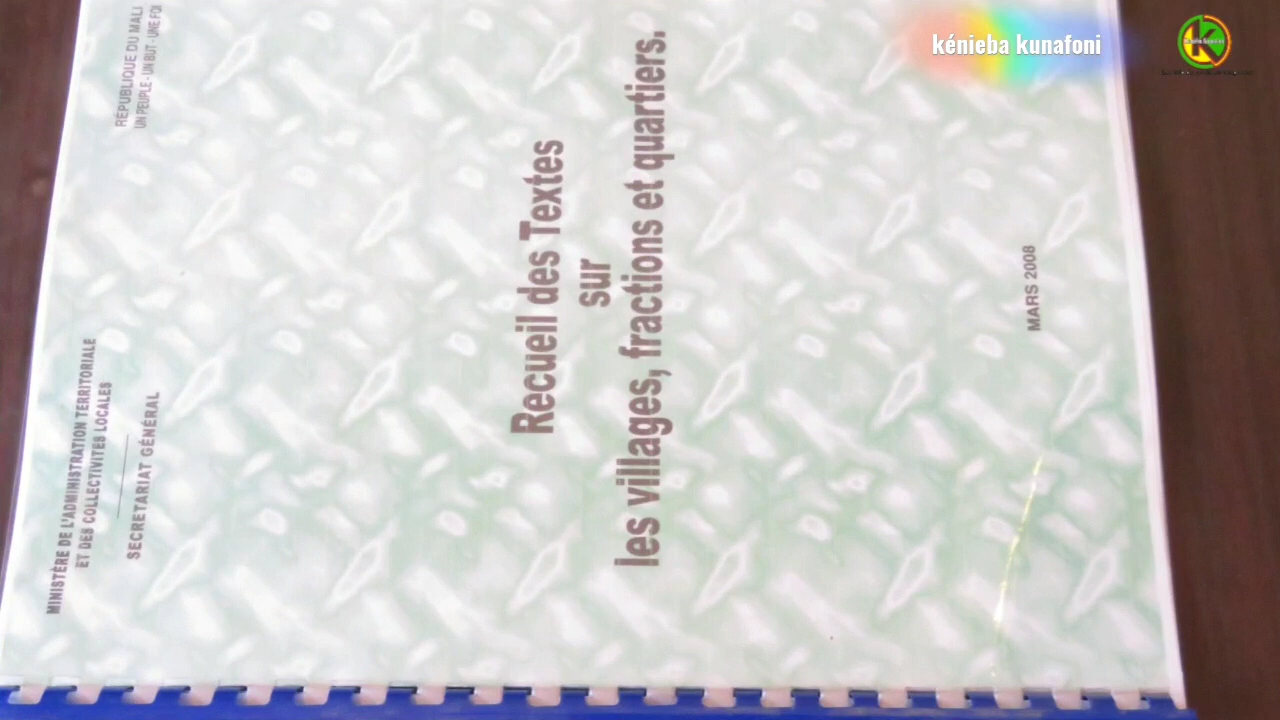 MINISTÈRE DE L'ADMINISTRATION TERRITORIALE
ET DES COLLECTIVITES LOCALES
SECRETARIAT GÉNÉRAL
RÉPUBLIQUE DU MALI
UN PEUPLE - UN BUT - UNE FOI
Recueil des Textes
sur
les villages, fractions et quartiers.
MARS 2008
kénieba kunafoni